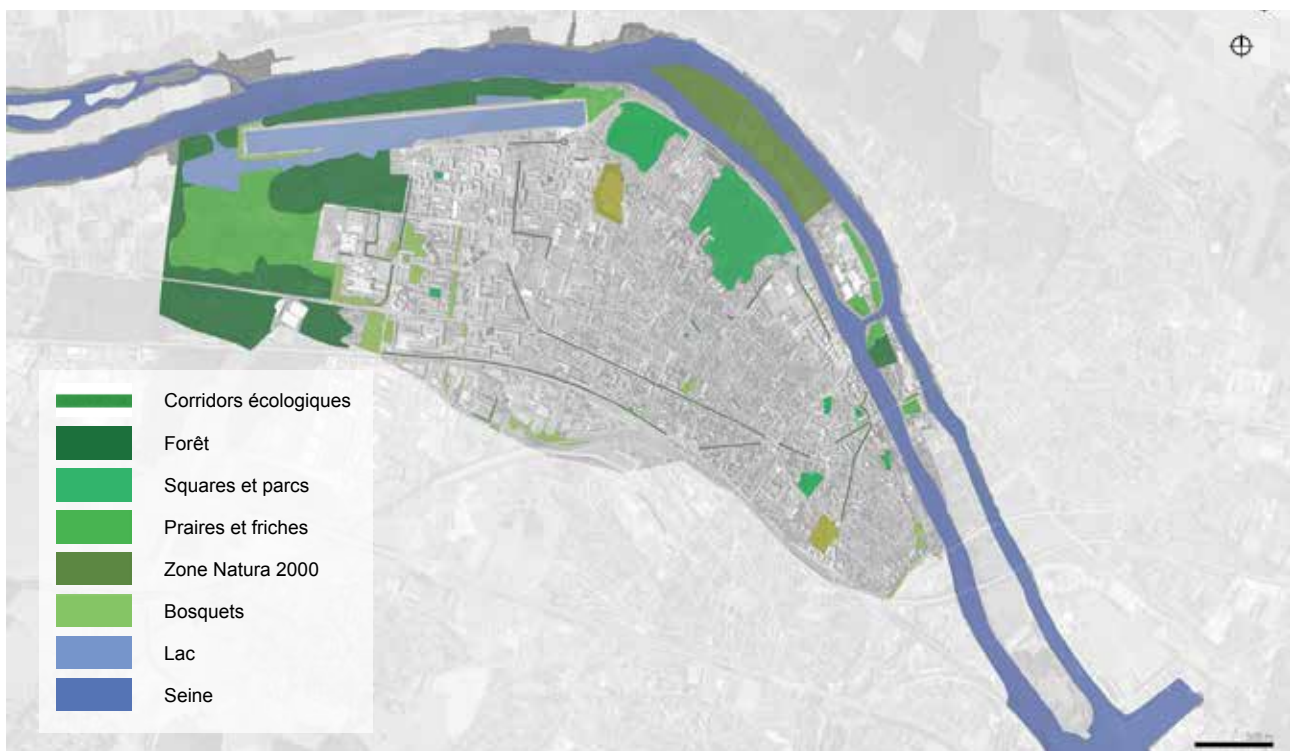 Corridors écologiques
Forêt
Squares et parcs
Praires et friches
Zone Natura 2000
Bosquets
Lac
Seine